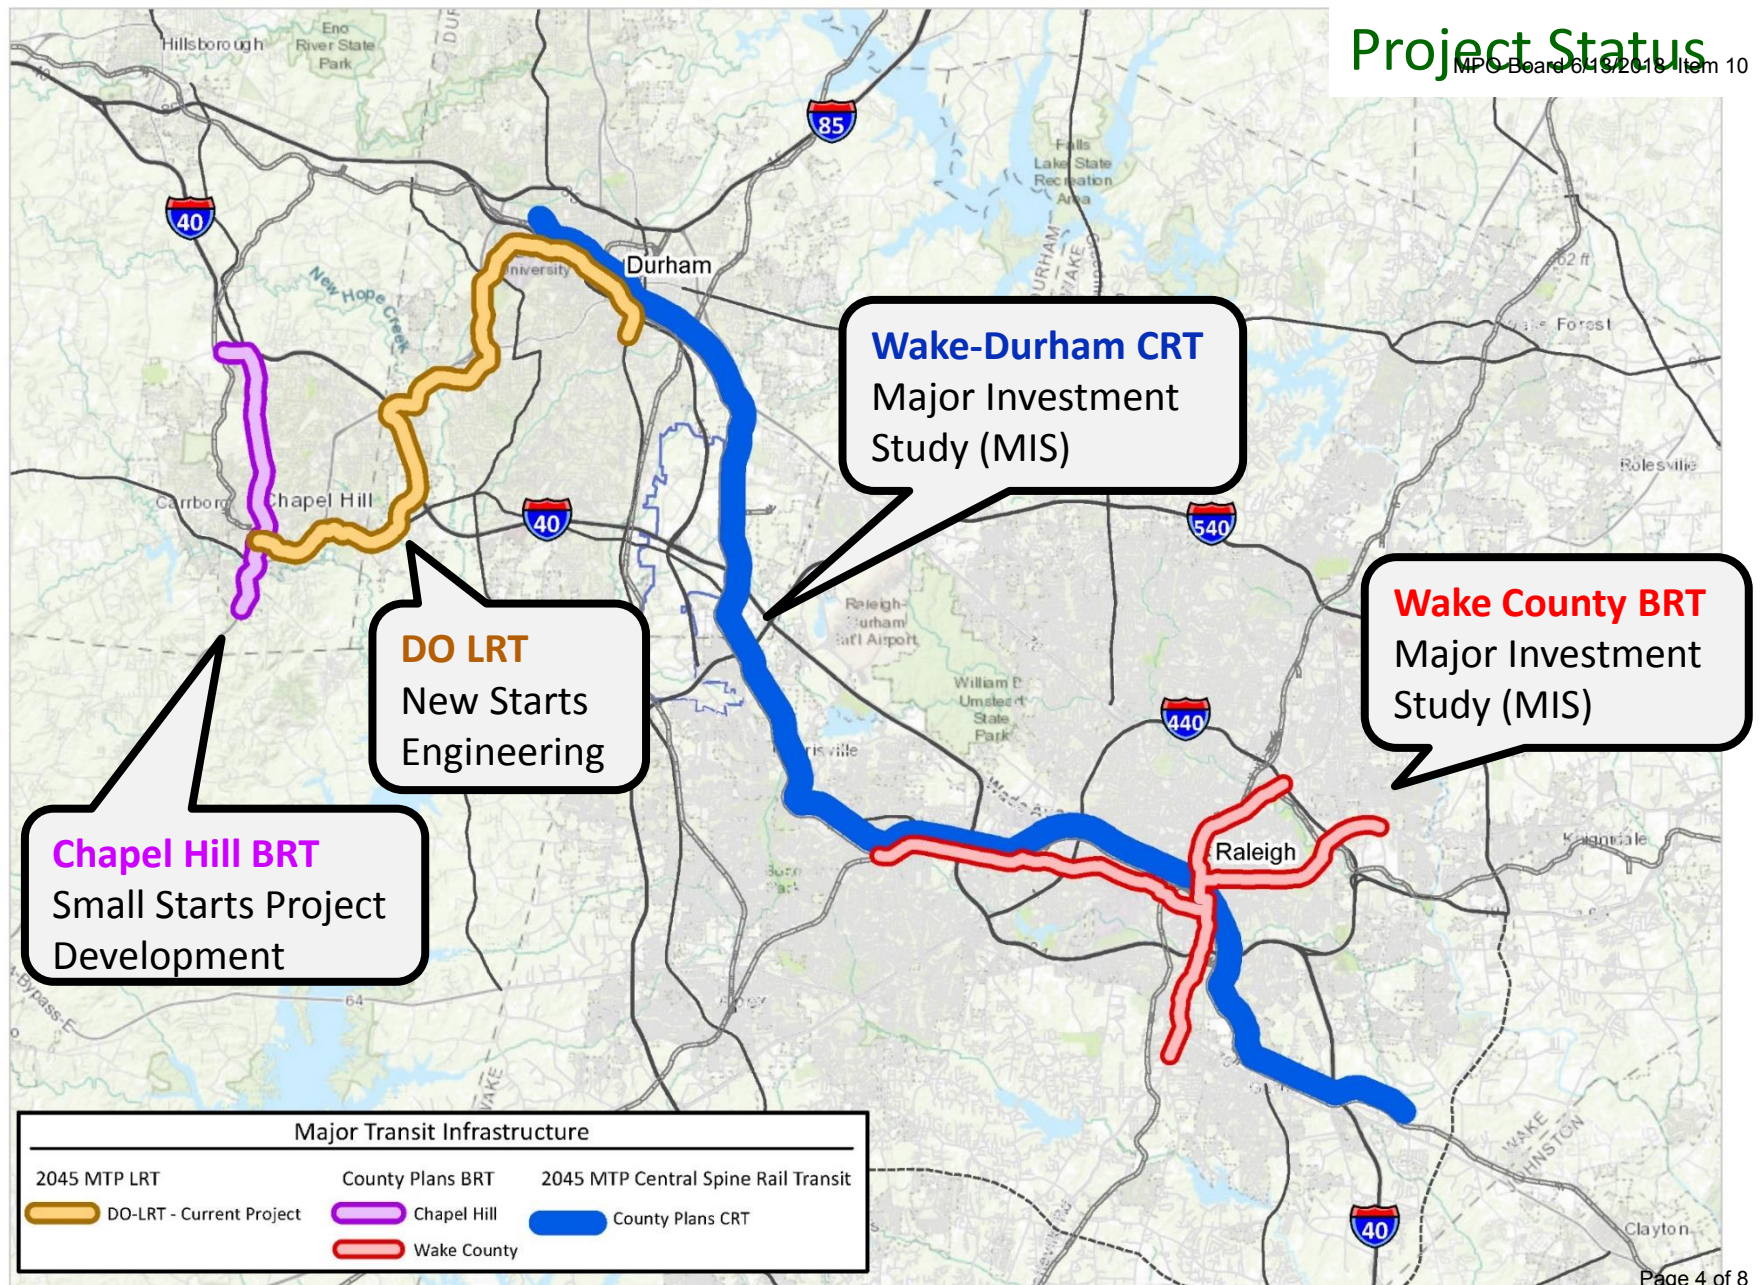 Project Status
MPO Board 6/13/2018 Item 10
Hillsborough
Eno
River State
Park
85
Falls
Lake State
Recreation
Area
40
New Hope
Creek
University
Durham
DURHAM
WAKE
Wake-Durham CRT
Major Investment
Study (MIS)
Forest
Rolesville
Carrboro
Chapel Hill
40
540
DO LRT
New Starts
Engineering
Raleigh-
Durham
Int'l Airport
Wake County BRT
Major Investment
Study (MIS)
William B
Umstead
State
Park
440
Chapel Hill BRT
Small Starts Project
Development
Raleigh
Knightdale
64
WAKE
WAKE
JOHNSTON
40
Clayton
Major Transit Infrastructure
2045 MTP LRT
County Plans BRT
2045 MTP Central Spine Rail Transit
DO-LRT - Current Project
Chapel Hill
County Plans CRT
Wake County
Page 4 of 8